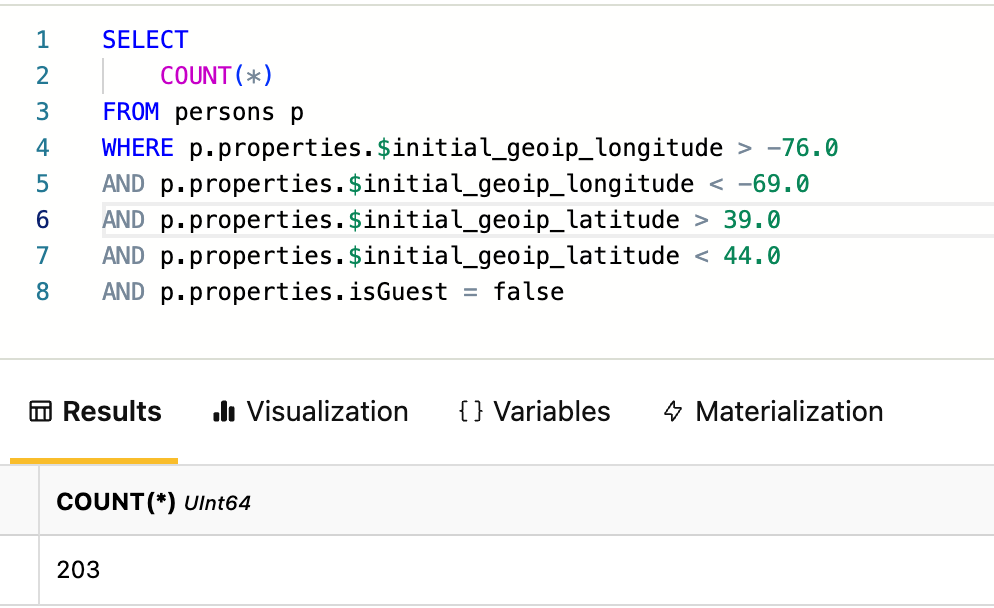 1 SELECT
2 COUNT(*)
3 FROM persons p
4 WHERE p.properties.$initial_geoip_longitude > -76.0
5 AND p.properties.$initial_geoip_longitude < -69.0
6 AND p.properties.$initial_geoip_latitude > 39.0
7 AND p.properties.$initial_geoip_latitude < 44.0
8 AND p.properties.isGuest = false
Results {} Variables Visualization Materialization
COUNT(*) UInt64
203